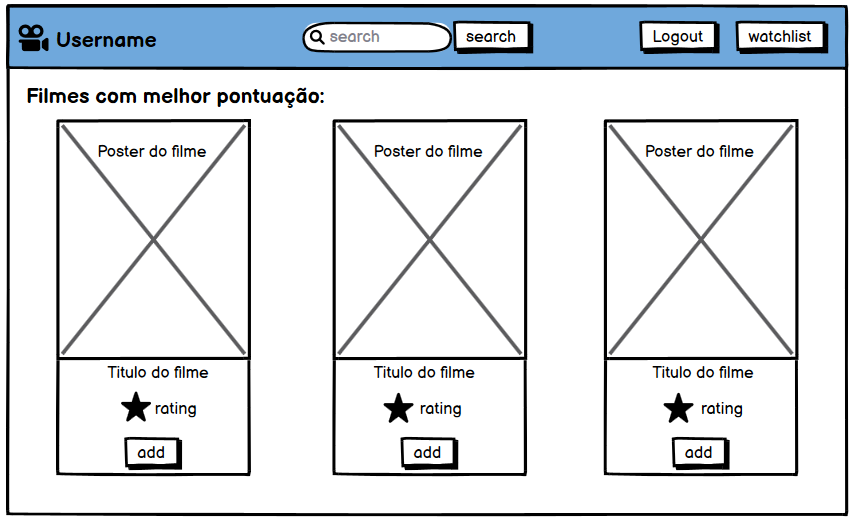 Username
search
search
Logout
watchlist
Filmes com melhor pontuação:
Poster do filme
Poster do filme
Poster do filme
Titulo do filme
Titulo do filme
Titulo do filme
rating
rating
rating
add
add
add